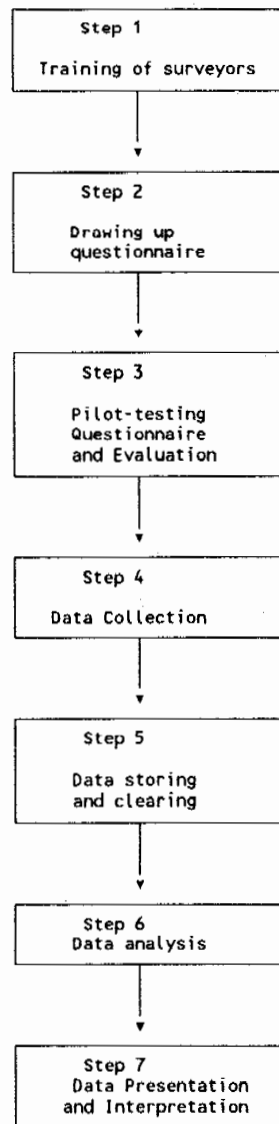 Step 1
Training of surveyors
Step 2
Drawing up
questionnaire
Step 3
Pilot-testing
Questionnaire
and Evaluation
Step 4
Data Collection
Step 5
Data storing
and clearing
Step 6
Data analysis
Step 7
Data Presentation
and Interpretation